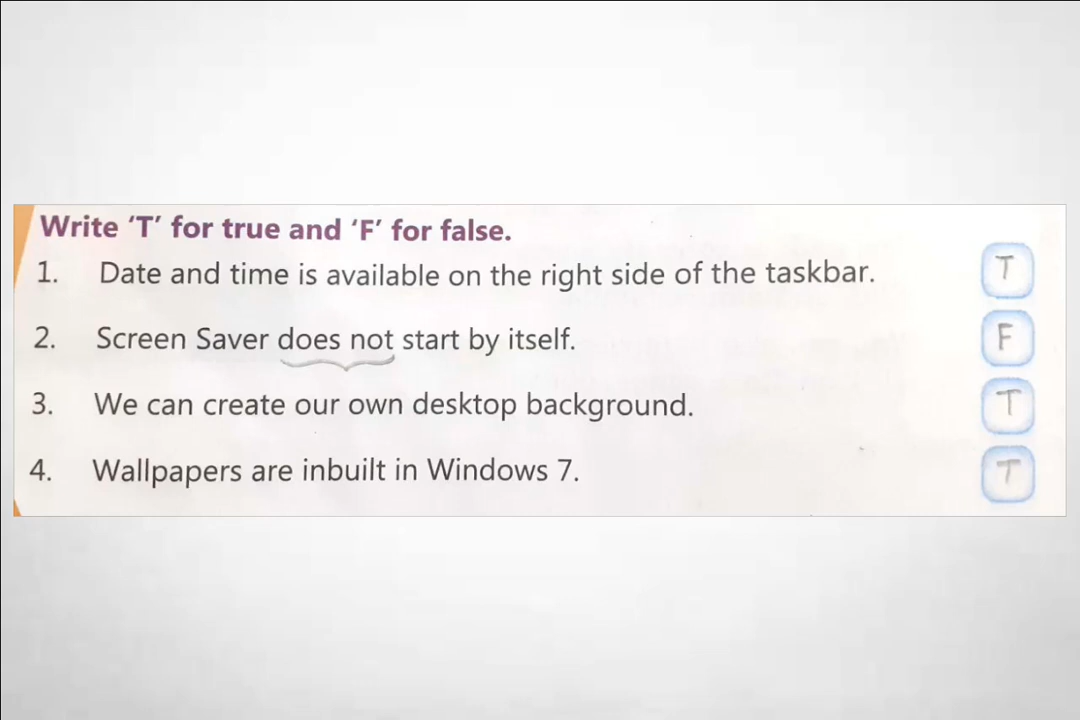 Write ‘T’ for true and ‘F’ for false.
1. Date and time is available on the right side of the taskbar. T
2. Screen Saver does not start by itself. F
3. We can create our own desktop background. T
4. Wallpapers are inbuilt in Windows 7. T